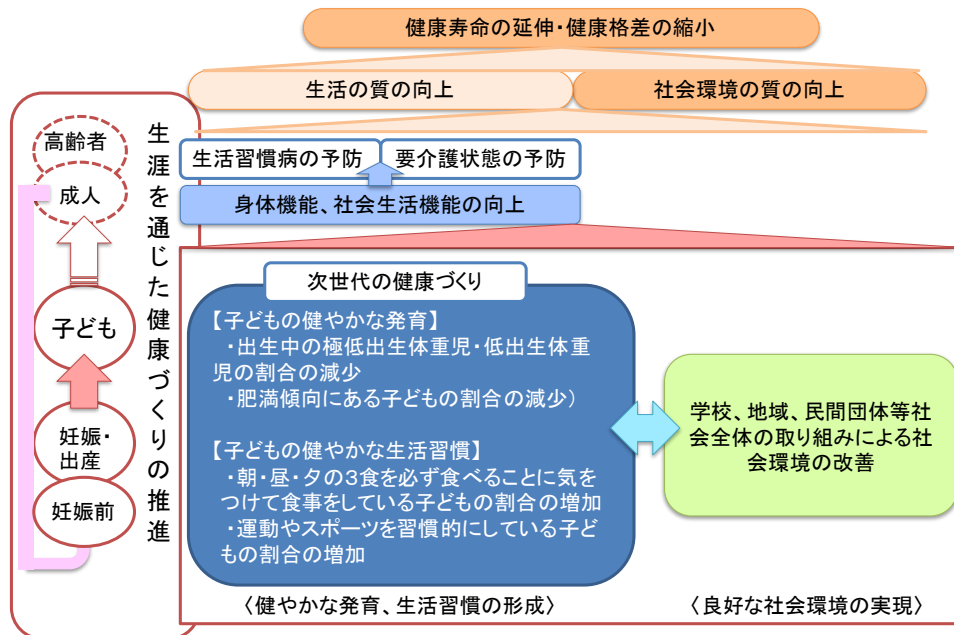 健康寿命の延伸・健康格差の縮小
生活の質の向上
社会環境の質の向上
生活習慣病の予防
要介護状態の予防
身体機能、社会生活機能の向上
生涯を通じた健康づくりの推進
高齢者
成人
子ども
妊娠・
出産
妊娠前
次世代の健康づくり
【子どもの健やかな発育】
・出生中の極低出生体重児・低出生体重
児の割合の減少
・肥満傾向にある子どもの割合の減少）
【子どもの健やかな生活習慣】
・朝・昼・夕の３食を必ず食べることに気を
つけて食事をしている子どもの割合の増加
・運動やスポーツを習慣的にしている子ど
もの割合の増加
学校、地域、民間団体等社
会全体の取り組みによる社
会環境の改善
〈健やかな発育、生活習慣の形成〉
〈良好な社会環境の実現〉